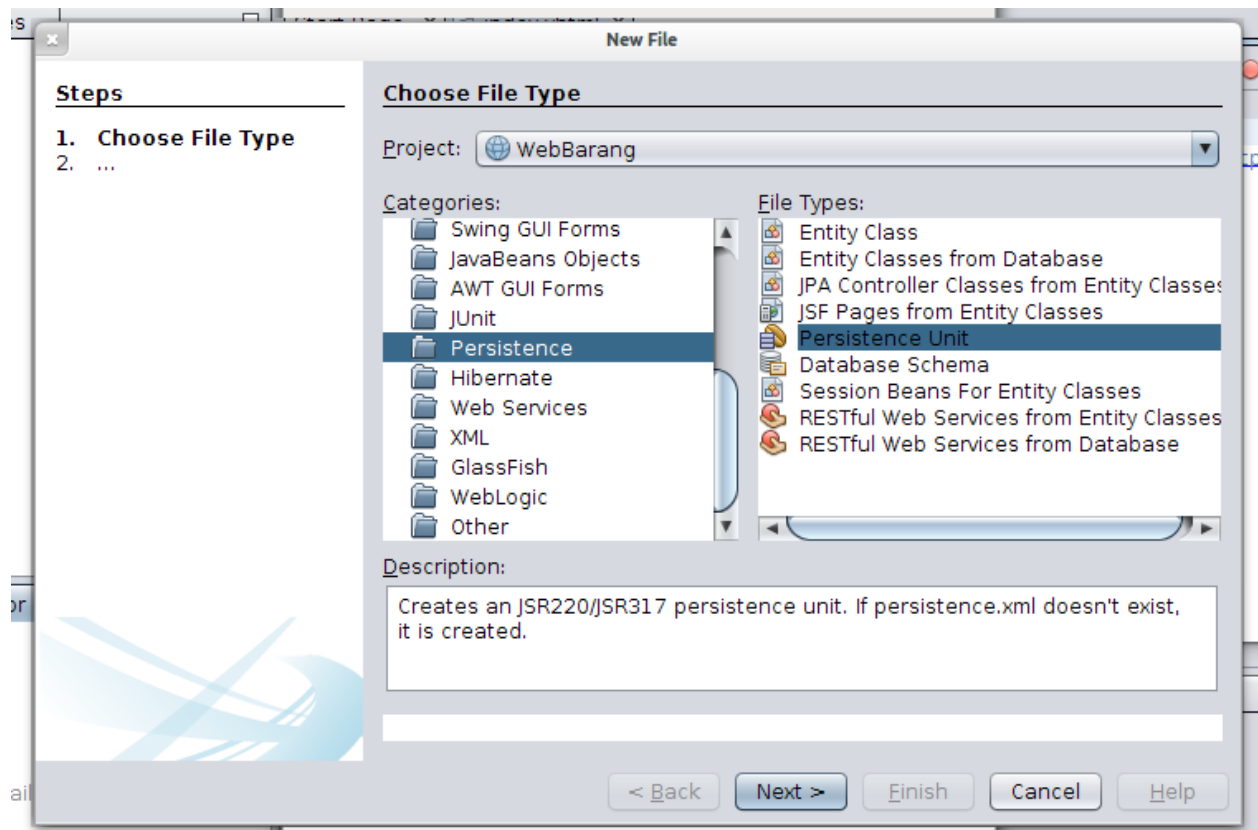 New File
Steps
1. Choose File Type
2. ...
Choose File Type
Project: WebBarang
Categories:
Swing GUI Forms
JavaBeans Objects
AWT GUI Forms
JUnit
Persistence
Hibernate
Web Services
XML
GlassFish
WebLogic
Other
File Types:
Entity Class
Entity Classes from Database
JPA Controller Classes from Entity Classes
JSF Pages from Entity Classes
Persistence Unit
Database Schema
Session Beans For Entity Classes
RESTful Web Services from Entity Classes
RESTful Web Services from Database
Description:
Creates an JSR220/JSR317 persistence unit. If persistence.xml doesn't exist,
it is created.
< Back Next > Finish Cancel Help